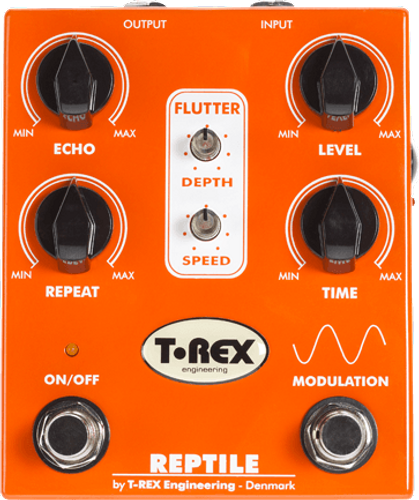 OUTPUT INPUT
MIN MAX
ECHO
FLUTTER
DEPTH
SPEED
MIN MAX
LEVEL
MIN MAX
REPEAT
MIN MAX
TIME
T•REX
engineering
ON/OFF
MODULATION
REPTILE
by T-REX Engineering - Denmark